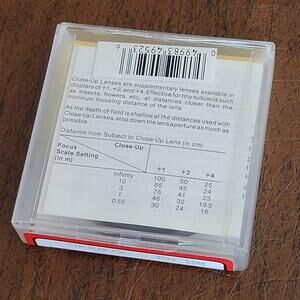 0 49383 49523 6
Close-Up Lenses are supplementary lenses available in
diopters of +1, +2, and +4. Effective for tiny subjects such
as insects, flowers, etc. at distances closer than the
minimum focusing distance of the lens.
As the depth-of-field is shallow at the distances used with
Close-Up Lenses, stop down the lens aperture as much as
possible.
Distance from Subject to Close-Up Lens (in cm)
Close-Up
Focus
Scale Setting
(in m)
+1 +2 +4
Infinity 100 50 25
10 85 45 24
3 76 41 23
1 46 30 19
0.55 32 24 16
52MM